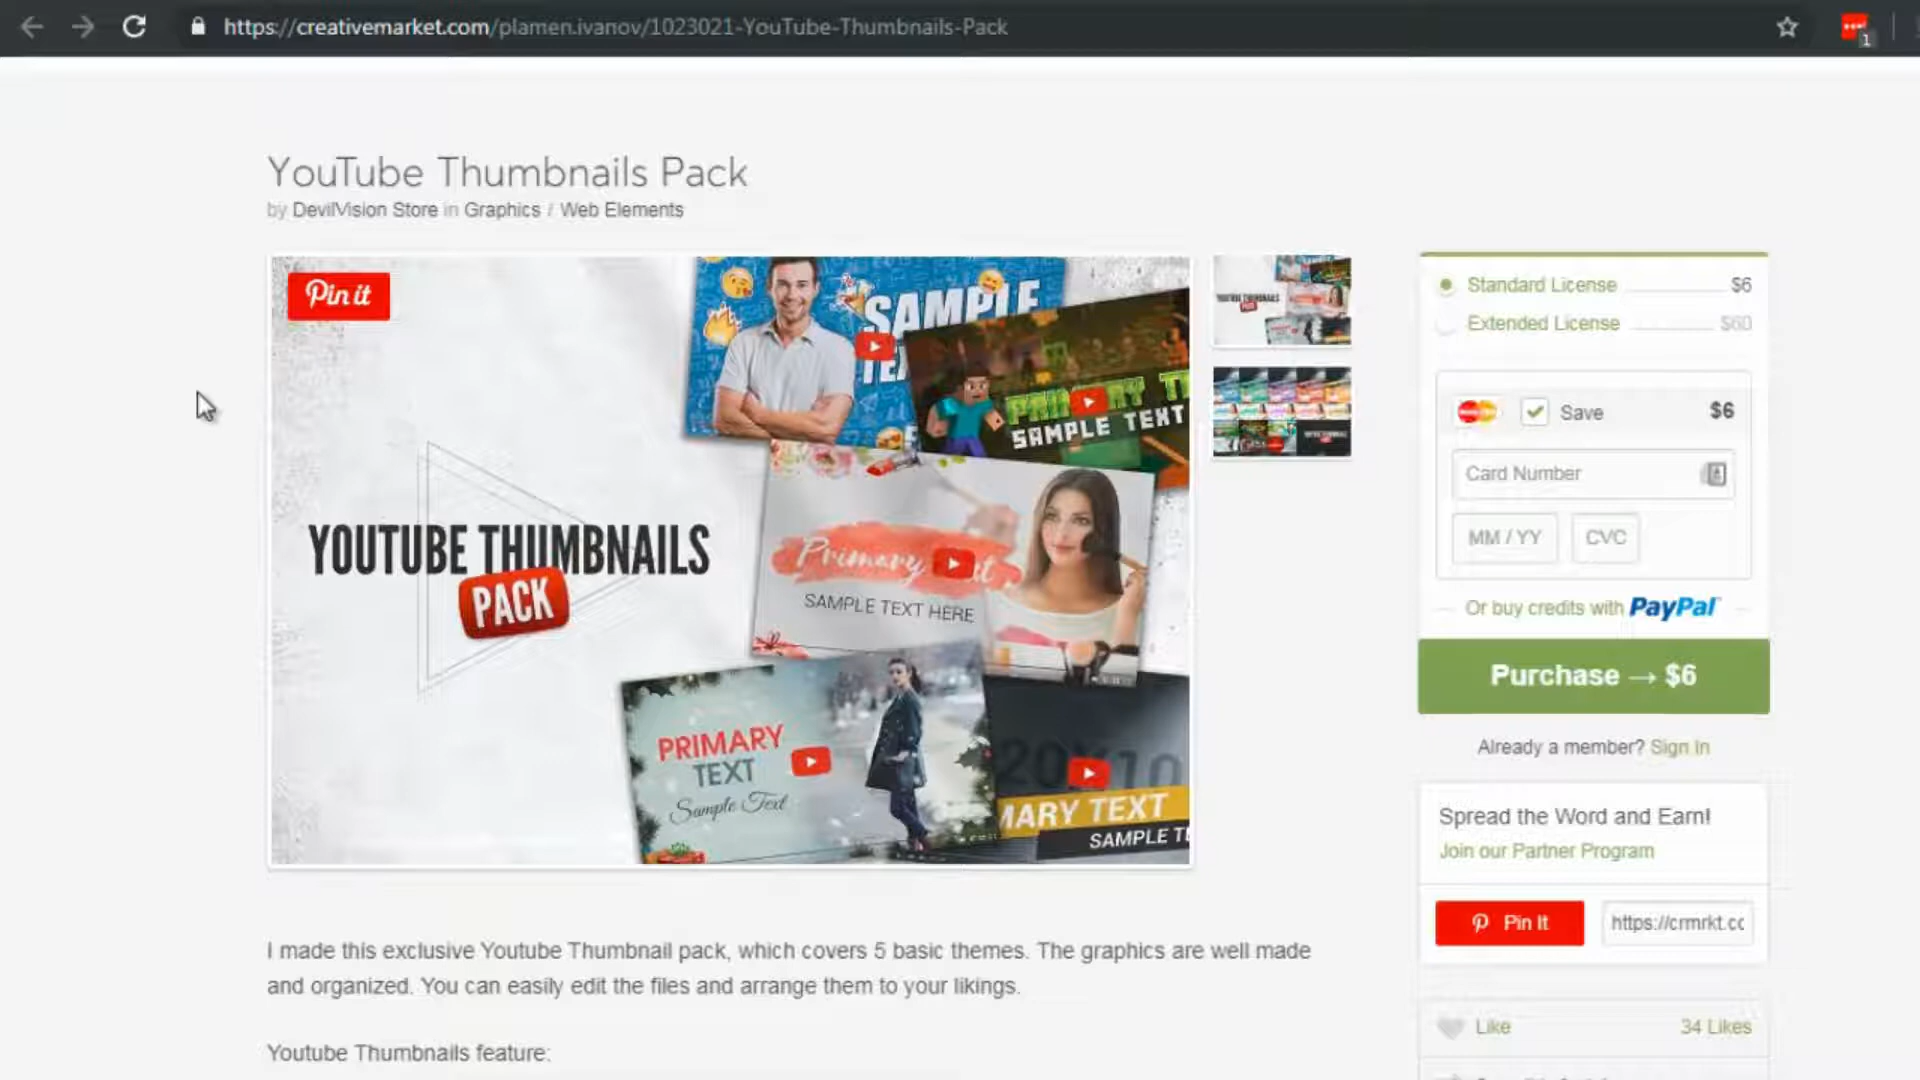 https://creativemarket.com/plamen.ivanov/1023021-YouTube-Thumbnails-Pack
1
YouTube Thumbnails Pack
by DevilVision Store in Graphics / Web Elements
Pin it
SAMPLE
SAMPLE TEXT
YOUTUBE THUMBNAILS
PACK
Primary
SAMPLE TEXT HERE
PRIMARY
TEXT
Sample Text
MARY TEXT
SAMPLE TE
Standard License $6
Extended License $60
Save $6
Card Number
MM / YY CVC
Or buy credits with PayPal
Purchase → $6
Already a member? Sign In
Spread the Word and Earn!
Join our Partner Program
Pin It https://crmrkt.cc
Like 34 Likes
I made this exclusive Youtube Thumbnail pack, which covers 5 basic themes. The graphics are well made
and organized. You can easily edit the files and arrange them to your likings.
Youtube Thumbnails feature: